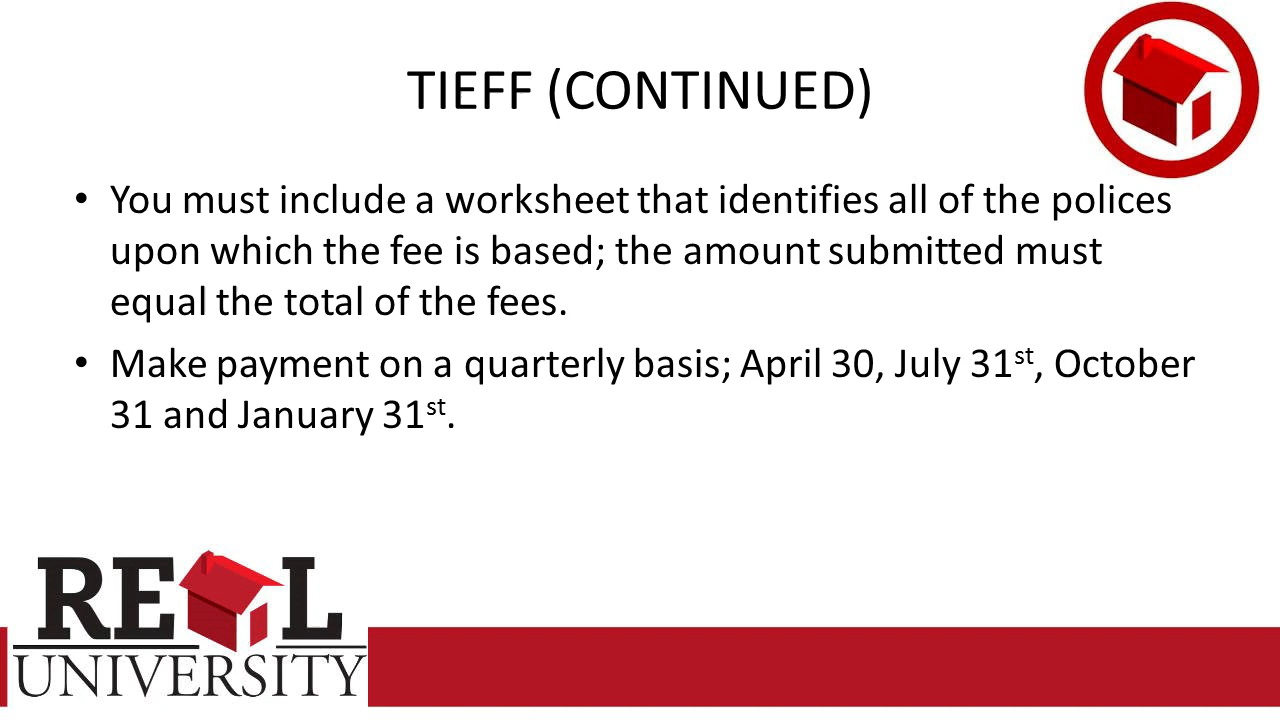 TIEFF (CONTINUED)
• You must include a worksheet that identifies all of the polices
upon which the fee is based; the amount submitted must
equal the total of the fees.
• Make payment on a quarterly basis; April 30, July 31st, October
31 and January 31st.
RE L
UNIVERSITY